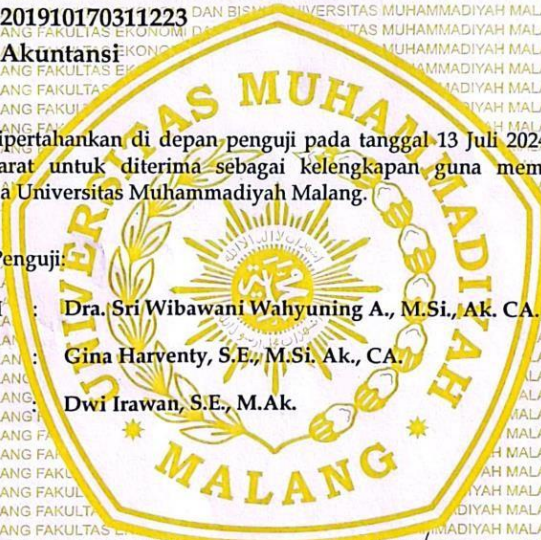 201910170311223
Akuntansi
ipertahankan di depan penguji pada tanggal 13 Juli 2024
arat untuk diterima sebagai kelengkapan guna mem
a Universitas Muhammadiyah Malang.
Penguji:
: Dra. Sri Wibawani Wahyuning A., M.Si., Ak. CA.
: Gina Harventy, S.E., M.Si. Ak., CA.
: Dwi Irawan, S.E., M.Ak.
UNIVERSITAS MUHAMMADIYAH
MALANG